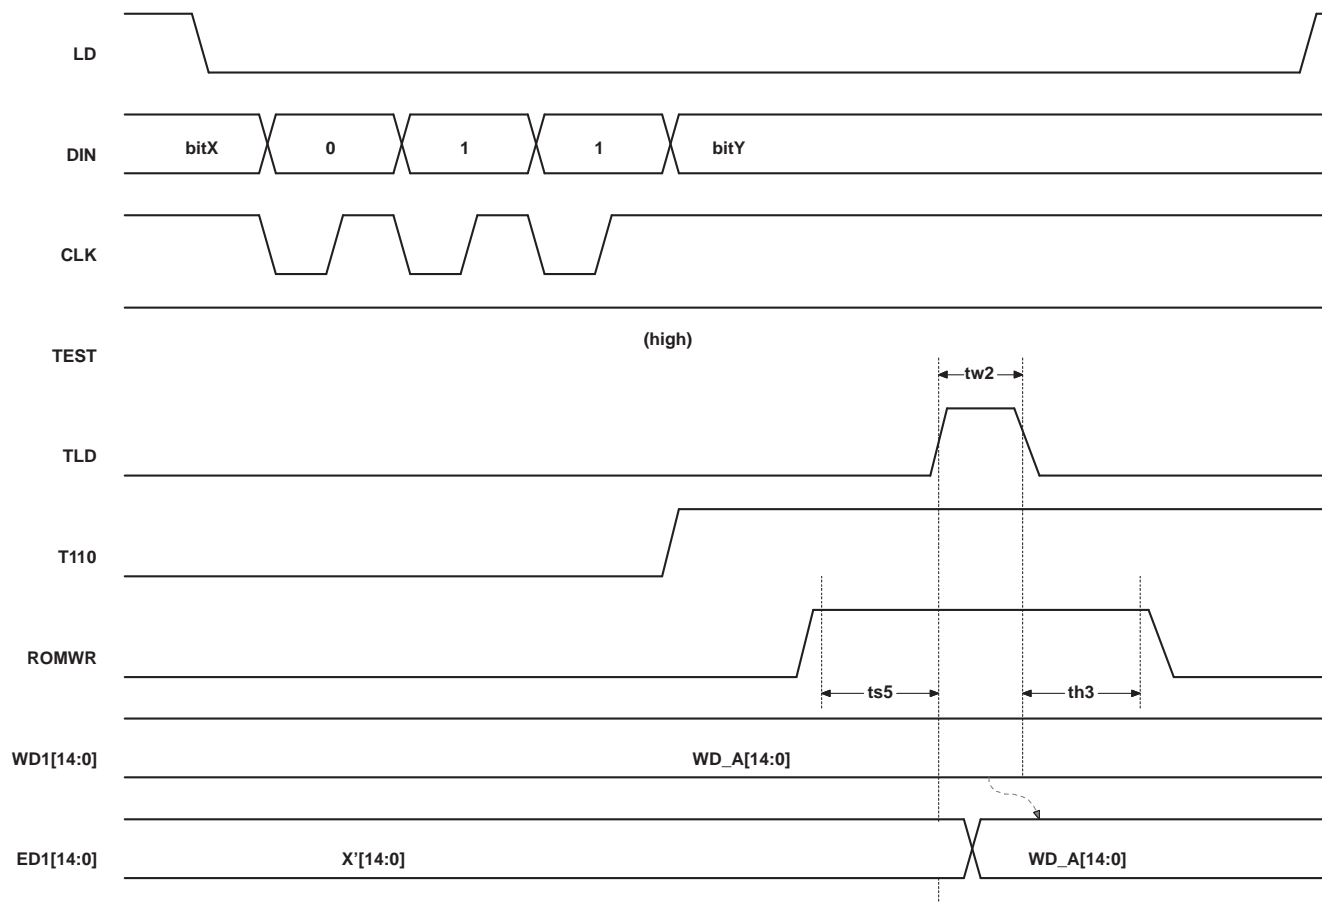 LD
DIN bitX 0 1 1 bitY
CLK
(high)
TEST
tw2
TLD
T110
ROMWR
ts5 th3
WD1[14:0] WD_A[14:0]
ED1[14:0] X'[14:0] WD_A[14:0]